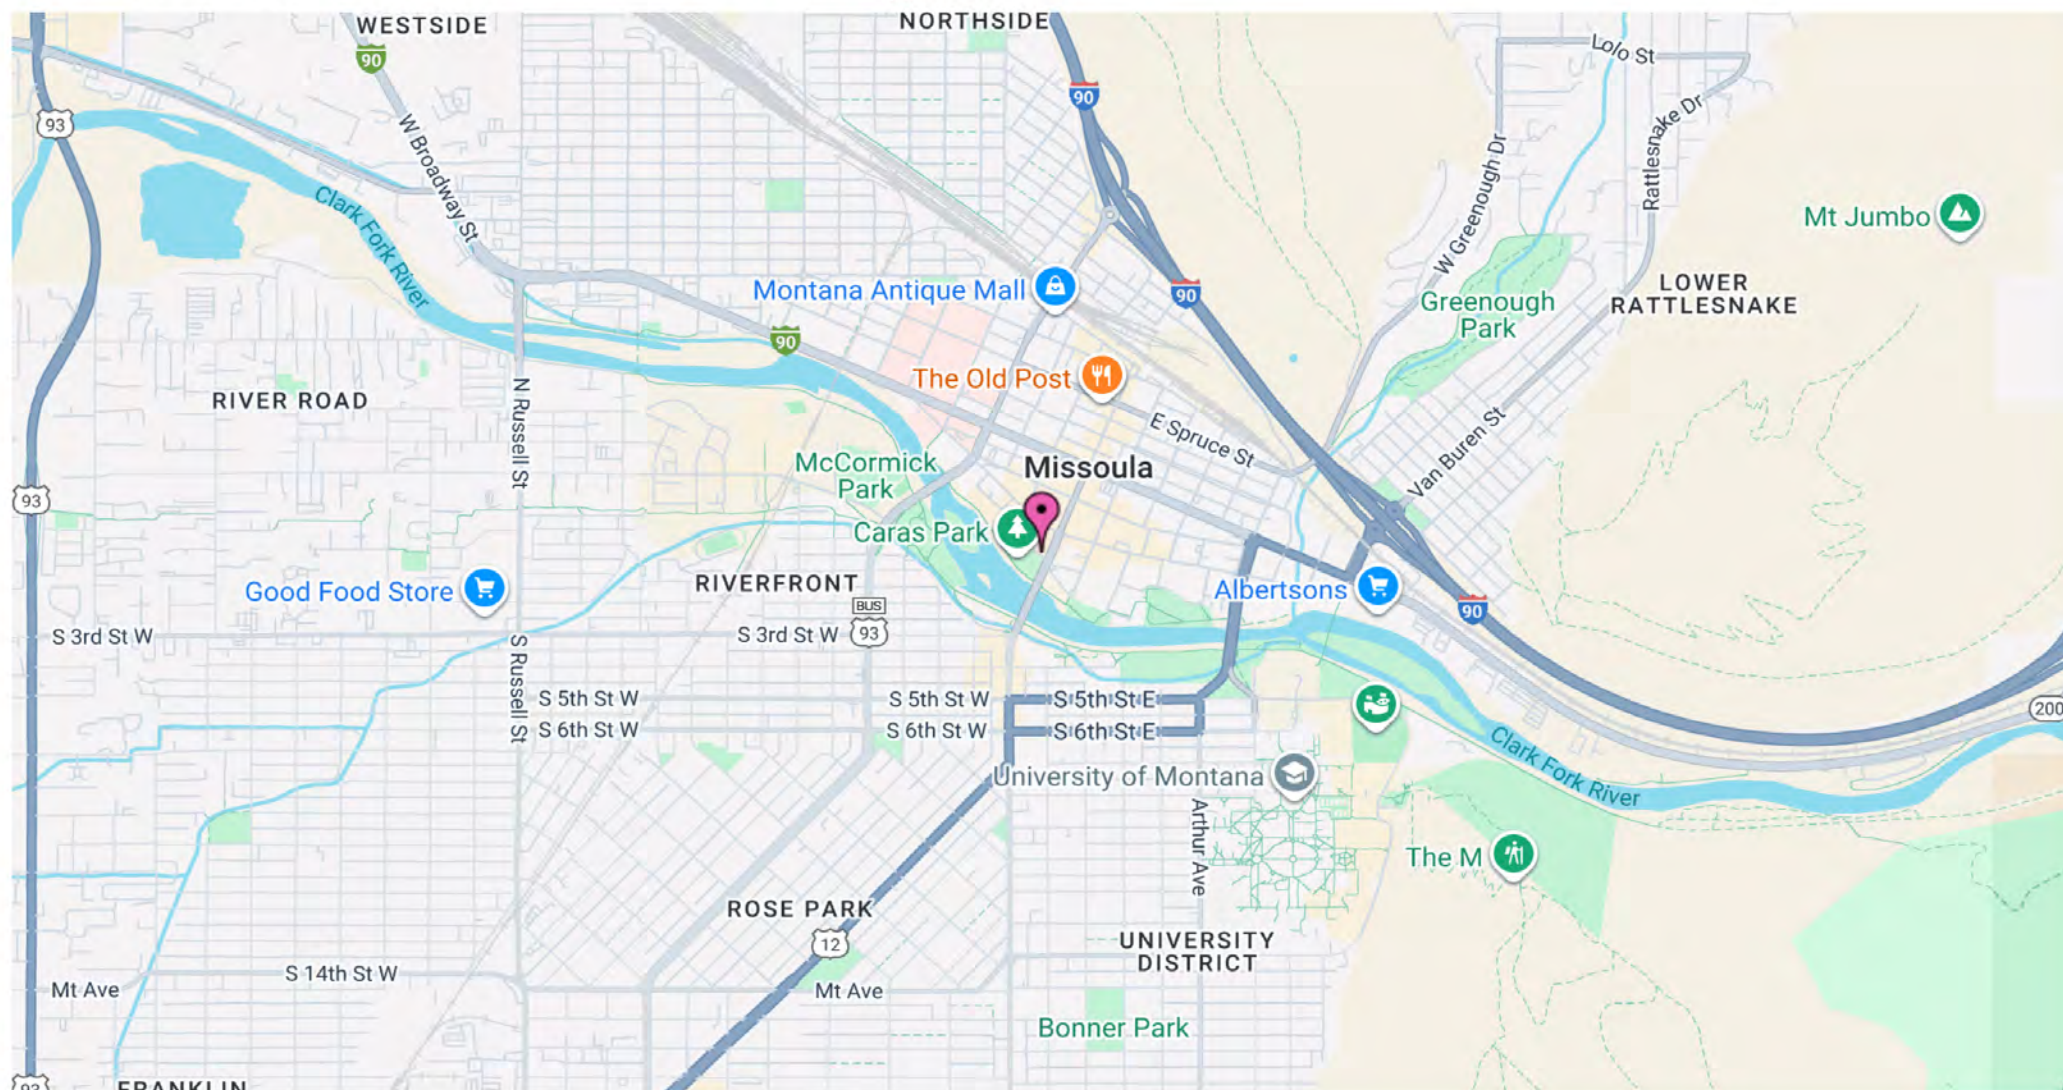 WESTSIDE
NORTHSIDE
90
90
Lolo St
93
W Broadway St
Rattlesnake Dr
W Greenough Dr
Clark Fork River
Mt Jumbo
Montana Antique Mall
90
Greenough
Park
LOWER
RATTLESNAKE
90
The Old Post
RIVER ROAD
N Russell St
E Spruce St
Van Buren St
McCormick
Park
Missoula
93
Caras Park
Good Food Store
RIVERFRONT
Albertsons
BUS
93
90
S 3rd St W
S 3rd St W
S Russell St
S 5th St W
S 5th St W
S 5th St E
S 6th St W
S 6th St W
S 6th St E
200
Clark Fork River
University of Montana
Arthur Ave
The M
ROSE PARK
12
UNIVERSITY
DISTRICT
S 14th St W
Mt Ave
Mt Ave
Bonner Park
93
FRANKLIN